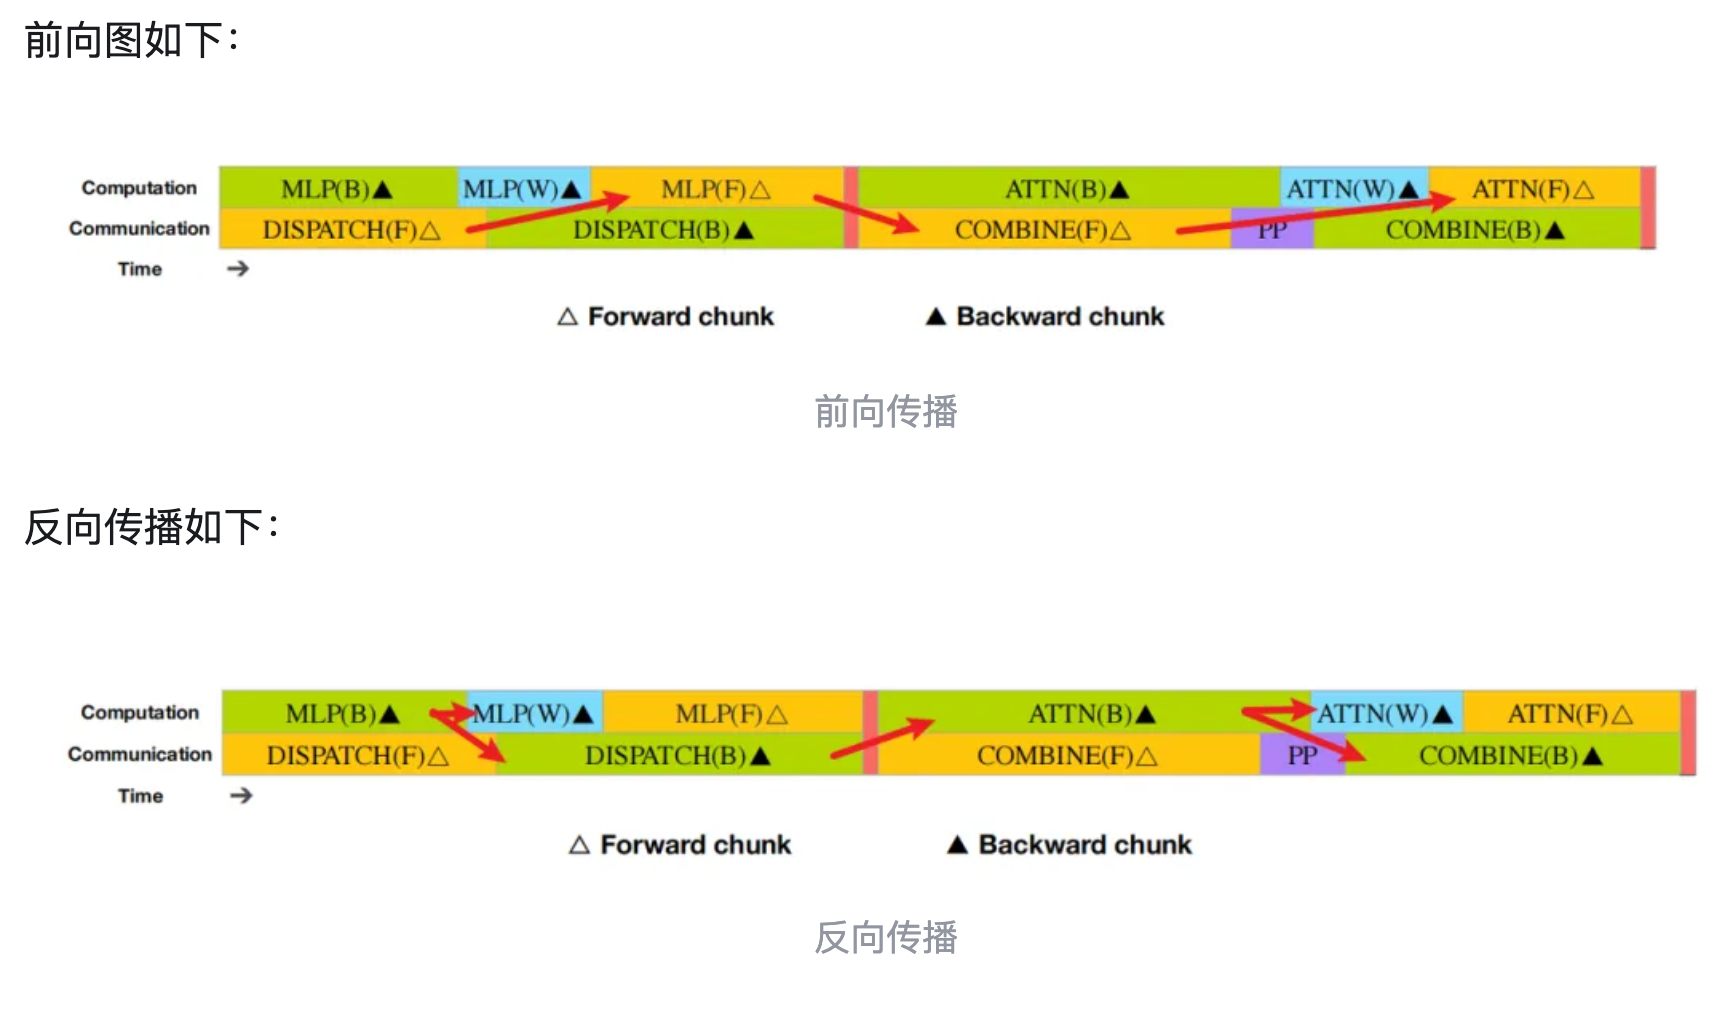 前向图如下：
Computation MLP(B)▲ MLP(W)▲ MLP(F)△ ATTN(B)▲ ATTN(W)▲ ATTN(F)△
Communication DISPATCH(F)△ DISPATCH(B)▲ COMBINE(F)△ PP COMBINE(B)▲
Time →
△ Forward chunk ▲ Backward chunk
前向传播
反向传播如下：
Computation MLP(B)▲ MLP(W)▲ MLP(F)△ ATTN(B)▲ ATTN(W)▲ ATTN(F)△
Communication DISPATCH(F)△ DISPATCH(B)▲ COMBINE(F)△ PP COMBINE(B)▲
Time →
△ Forward chunk ▲ Backward chunk
反向传播